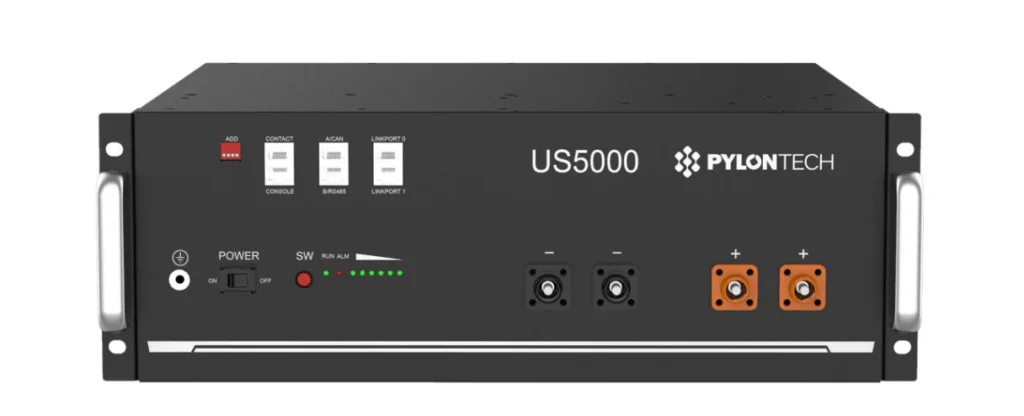 ADD
CONTACT
A/CAN
LINKPORT 0
CONSOLE
B/RS485
LINKPORT 1
US5000
PYLONTECH
POWER
ON
OFF
SW
RUN
ALM
− − + +